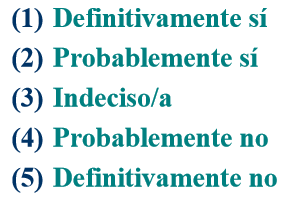 (1) Definitivamente sí
(2) Probablemente sí
(3) Indeciso/a
(4) Probablemente no
(5) Definitivamente no